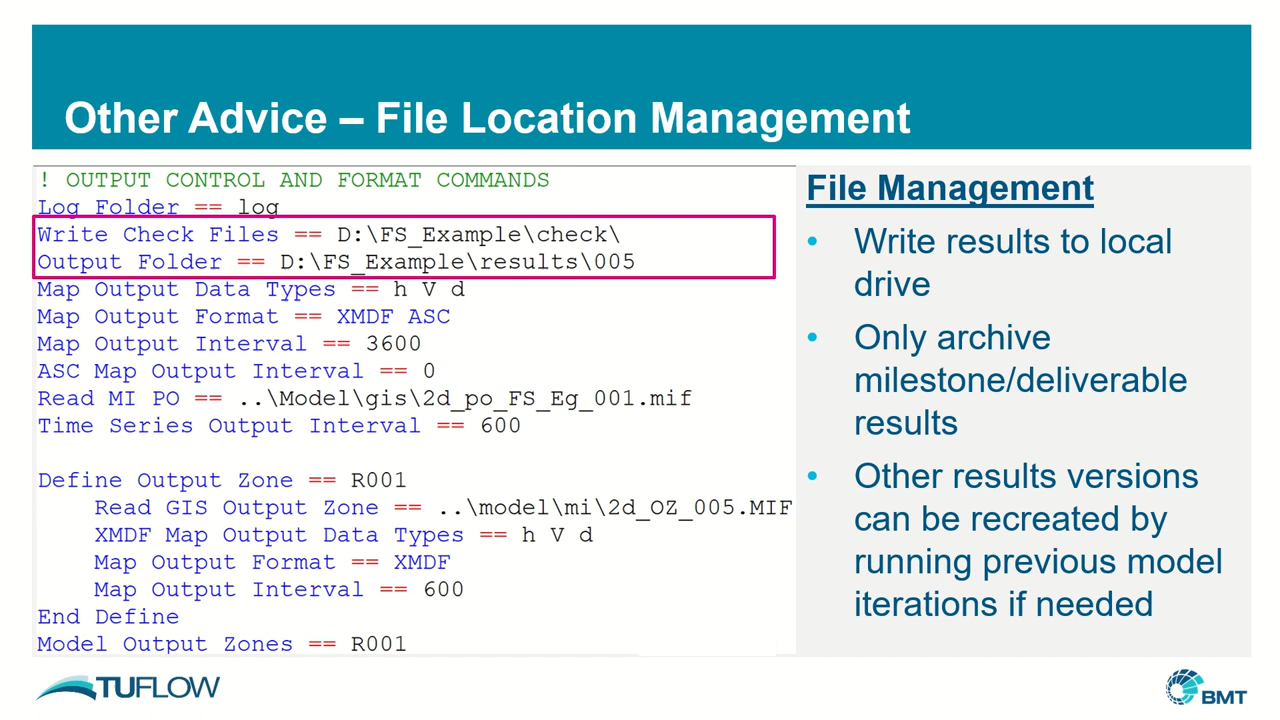 Other Advice – File Location Management
! OUTPUT CONTROL AND FORMAT COMMANDS
Log Folder == log
Write Check Files == D:\FS_Example\check\
Output Folder == D:\FS_Example\results\005
Map Output Data Types == h V d
Map Output Format == XMDF ASC
Map Output Interval == 3600
ASC Map Output Interval == 0
Read MI PO == ..\Model\gis\2d_po_FS_Eg_001.mif
Time Series Output Interval == 600
Define Output Zone == R001
Read GIS Output Zone == ..\model\mi\2d_OZ_005.MIF
XMDF Map Output Data Types == h V d
Map Output Format == XMDF
Map Output Interval == 600
End Define
Model Output Zones == R001
File Management
• Write results to local
drive
• Only archive
milestone/deliverable
results
• Other results versions
can be recreated by
running previous model
iterations if needed
TUFLOW
BMT